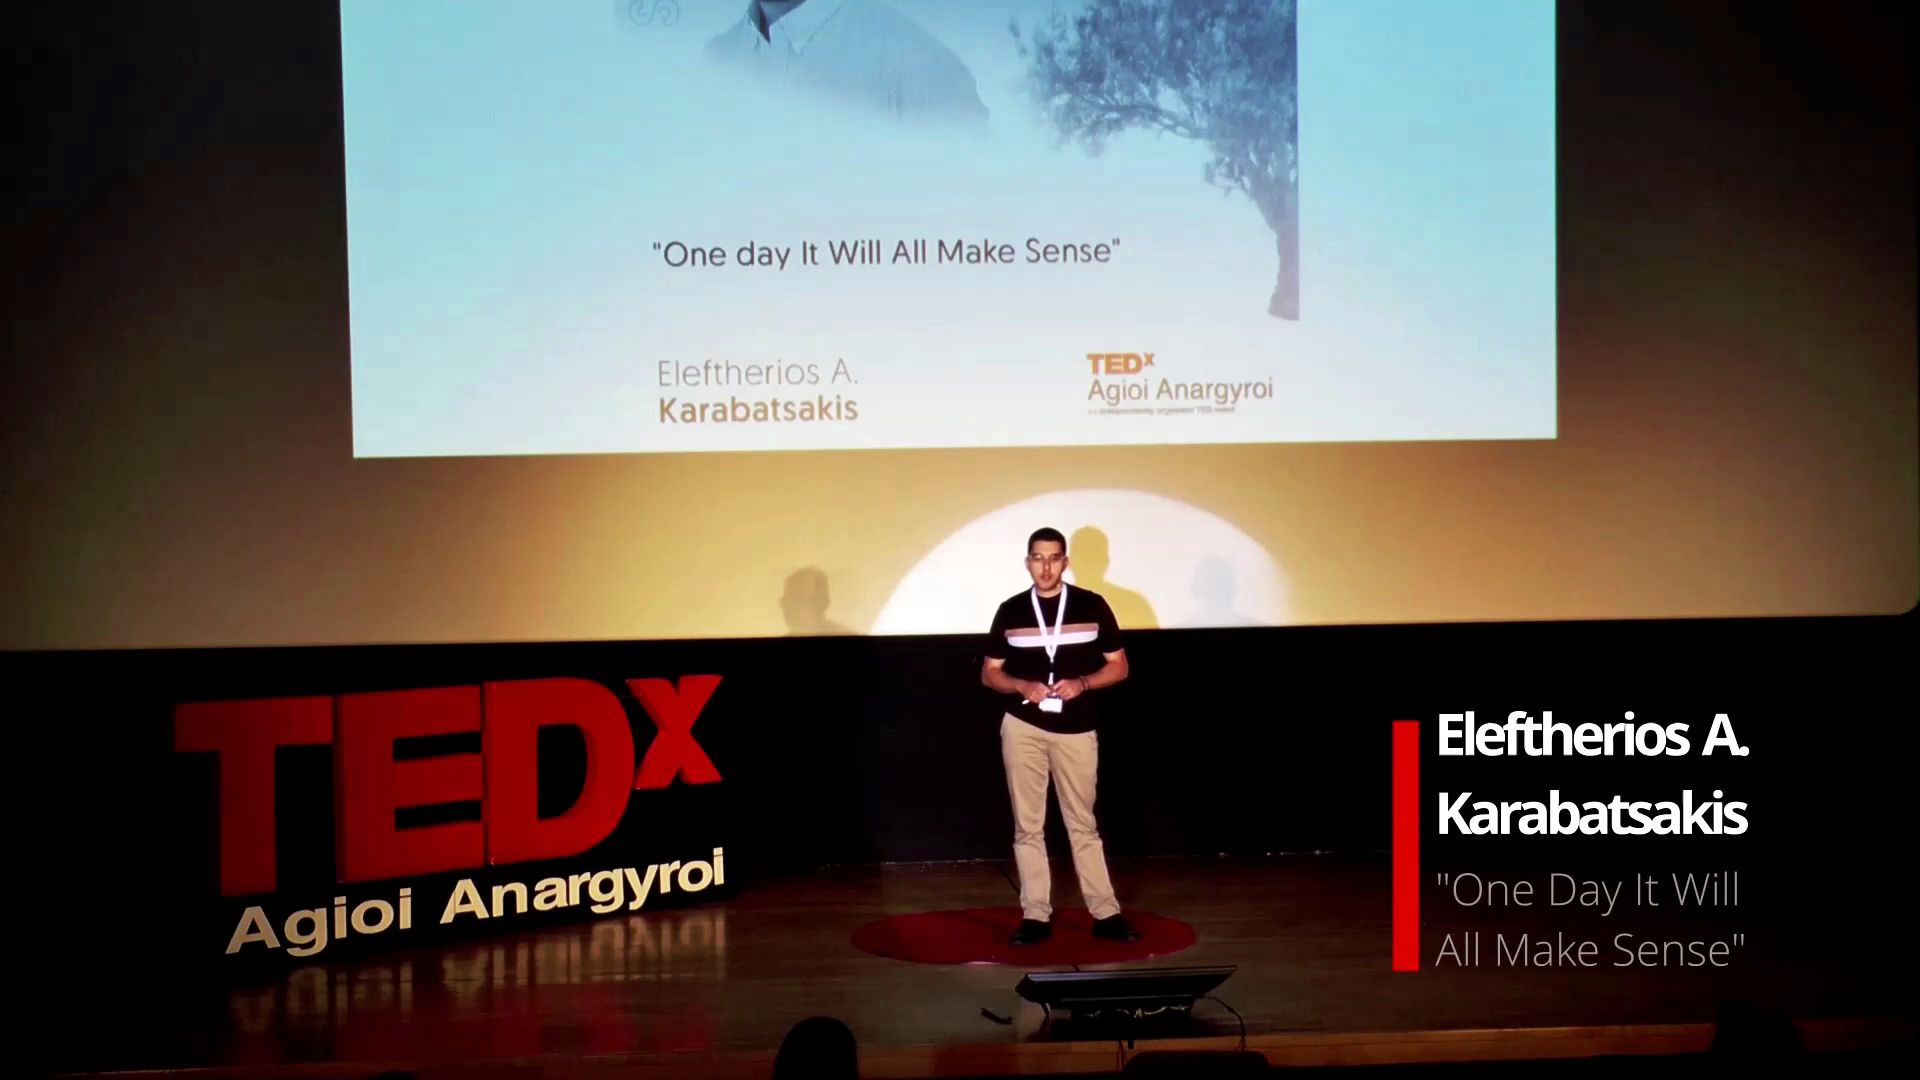 "One day It Will All Make Sense"
Eleftherios A.
Karabatsakis
TEDx
Agioi Anargyroi
TEDx
Agioi Anargyroi
Eleftherios A.
Karabatsakis
"One Day It Will
All Make Sense"